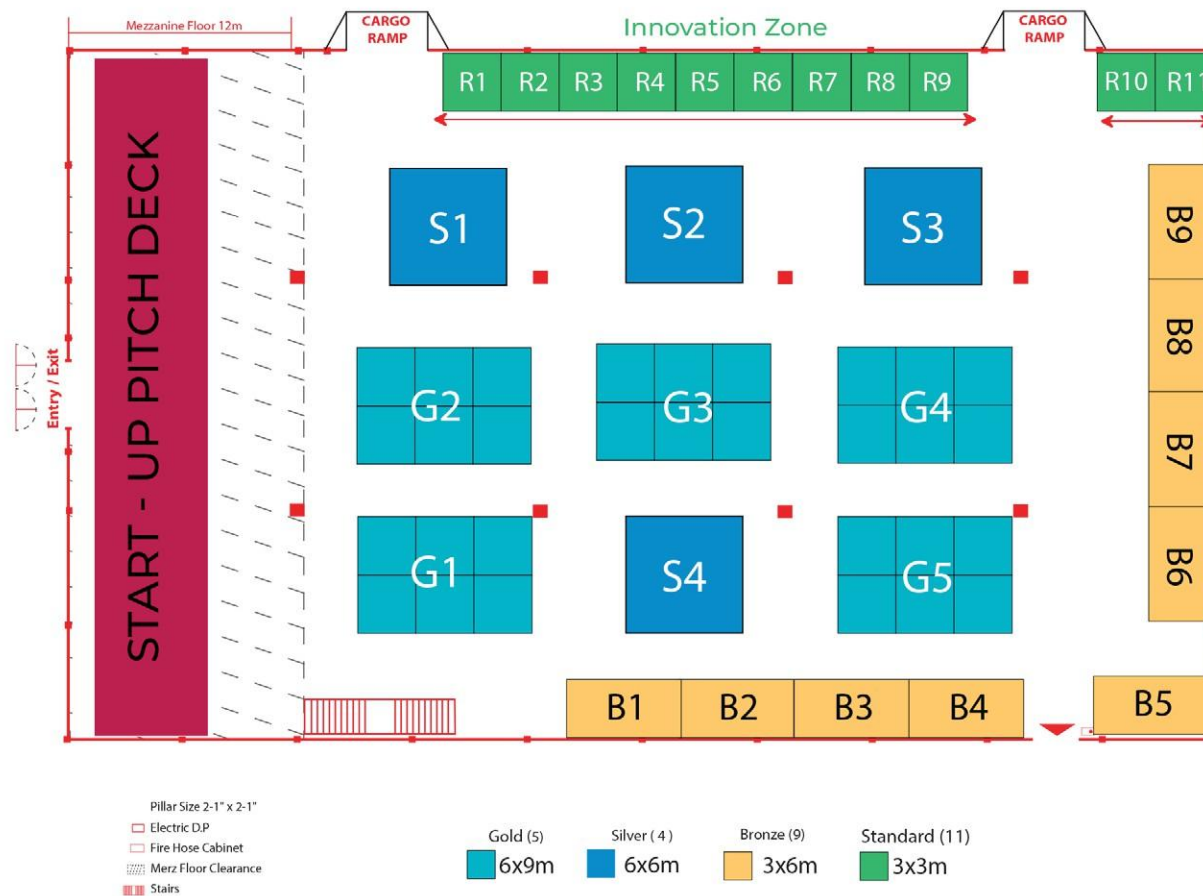 Mezzanine Floor 12m
CARGO
RAMP
Innovation Zone
CARGO
RAMP
R1 R2 R3 R4 R5 R6 R7 R8 R9 R10 R11
START - UP PITCH DECK
S1 S2 S3
B9
B8
Entry / Exit
G2 G3 G4
B7
B6
G1 S4 G5
B1 B2 B3 B4 B5
Pillar Size 2-1" x 2-1"
Electric D.P
Fire Hose Cabinet
Merz Floor Clearance
Stairs
Gold (5)
6x9m
Silver ( 4 )
6x6m
Bronze (9)
3x6m
Standard (11)
3x3m